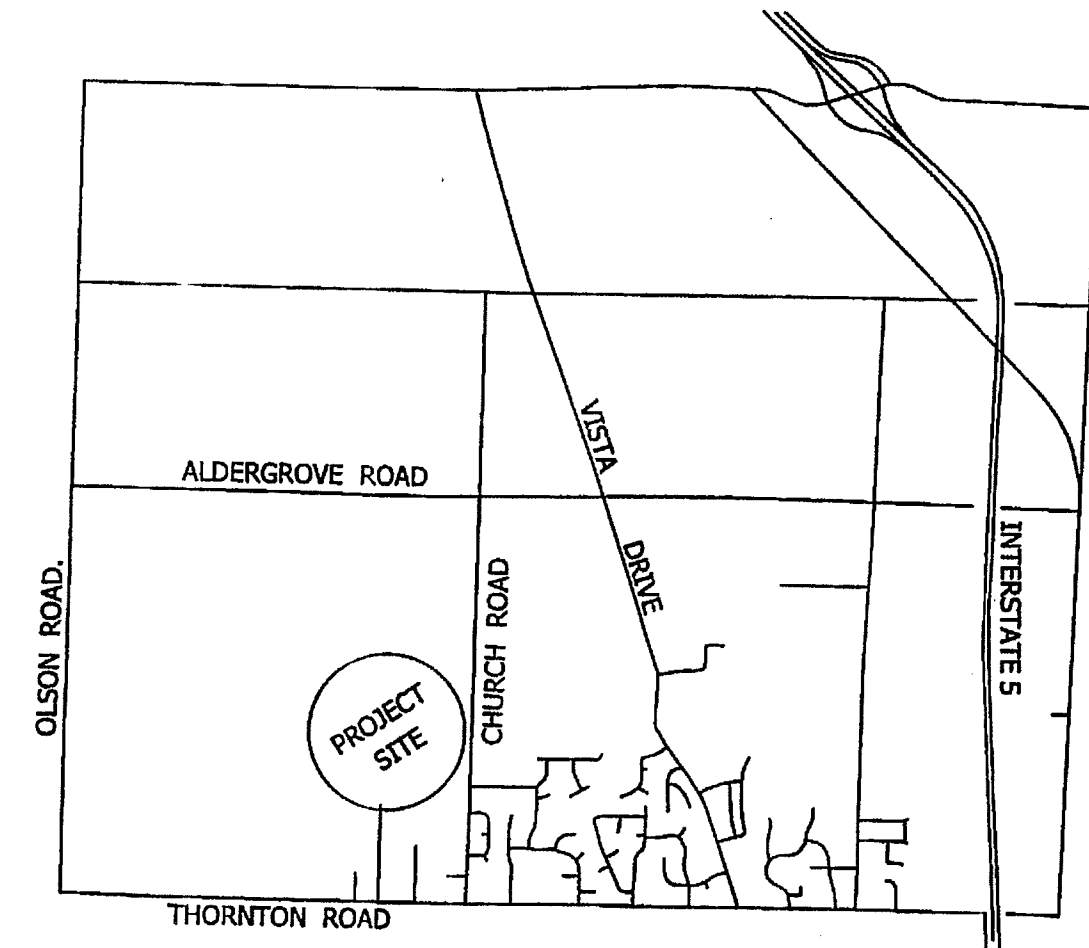 VISTA
ALDERGROVE ROAD
DRIVE
INTERSTATE 5
CHURCH ROAD
OLSON ROAD.
PROJECT
SITE
THORNTON ROAD